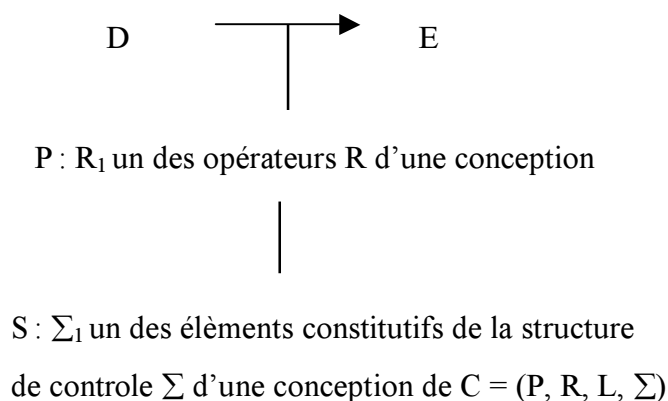 D E
P : R₁ un des opérateurs R d'une conception
S : ∑₁ un des élèments constitutifs de la structure
de controle ∑ d'une conception de C = (P, R, L, ∑)